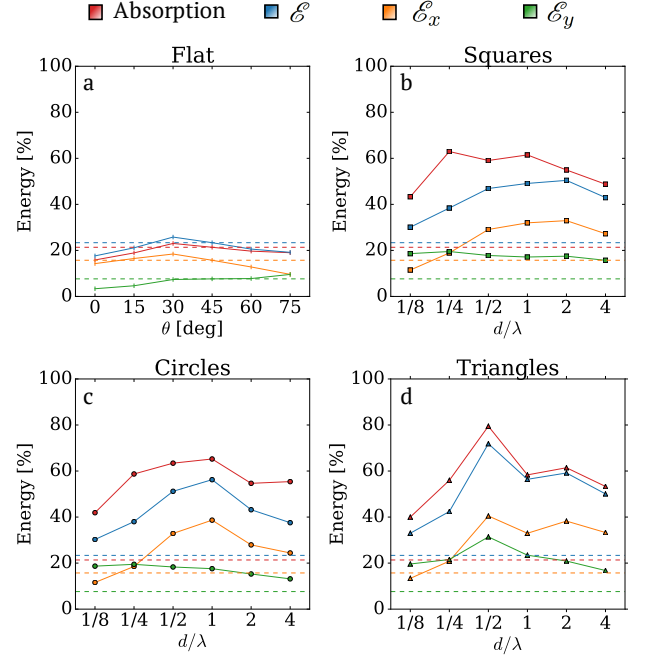 Absorption ℰ ℰx ℰy
Flat
a
Energy [%]
100
80
60
40
20
0
0 15 30 45 60 75
θ [deg]
Squares
b
Energy [%]
100
80
60
40
20
0
1/8 1/4 1/2 1 2 4
d/λ
Circles
c
Energy [%]
100
80
60
40
20
0
1/8 1/4 1/2 1 2 4
d/λ
Triangles
d
Energy [%]
100
80
60
40
20
0
1/8 1/4 1/2 1 2 4
d/λ